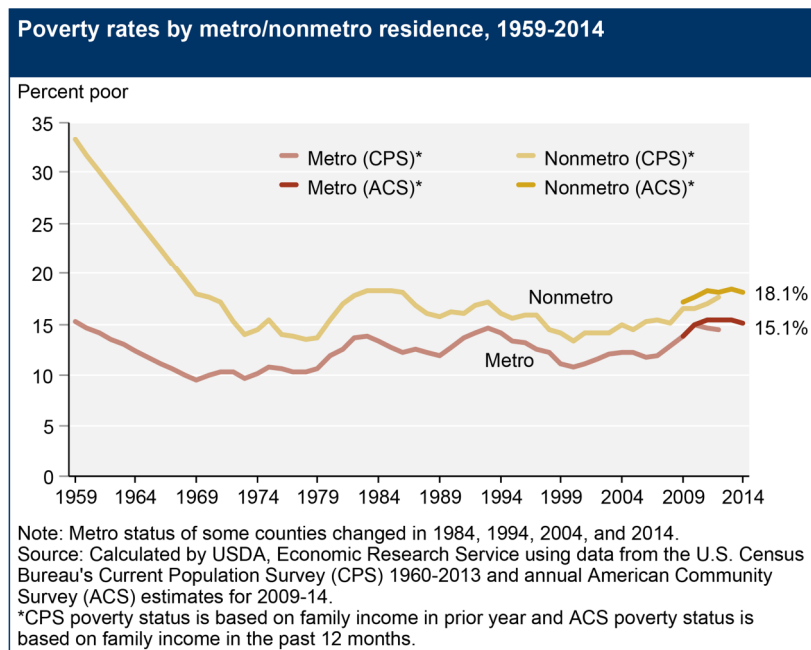 Poverty rates by metro/nonmetro residence, 1959-2014
Percent poor
35
30
25
20
15
10
5
0
Metro (CPS)*
Nonmetro (CPS)*
Metro (ACS)*
Nonmetro (ACS)*
Nonmetro
18.1%
15.1%
Metro
1959 1964 1969 1974 1979 1984 1989 1994 1999 2004 2009 2014
Note: Metro status of some counties changed in 1984, 1994, 2004, and 2014.
Source: Calculated by USDA, Economic Research Service using data from the U.S. Census
Bureau's Current Population Survey (CPS) 1960-2013 and annual American Community
Survey (ACS) estimates for 2009-14.
*CPS poverty status is based on family income in prior year and ACS poverty status is
based on family income in the past 12 months.